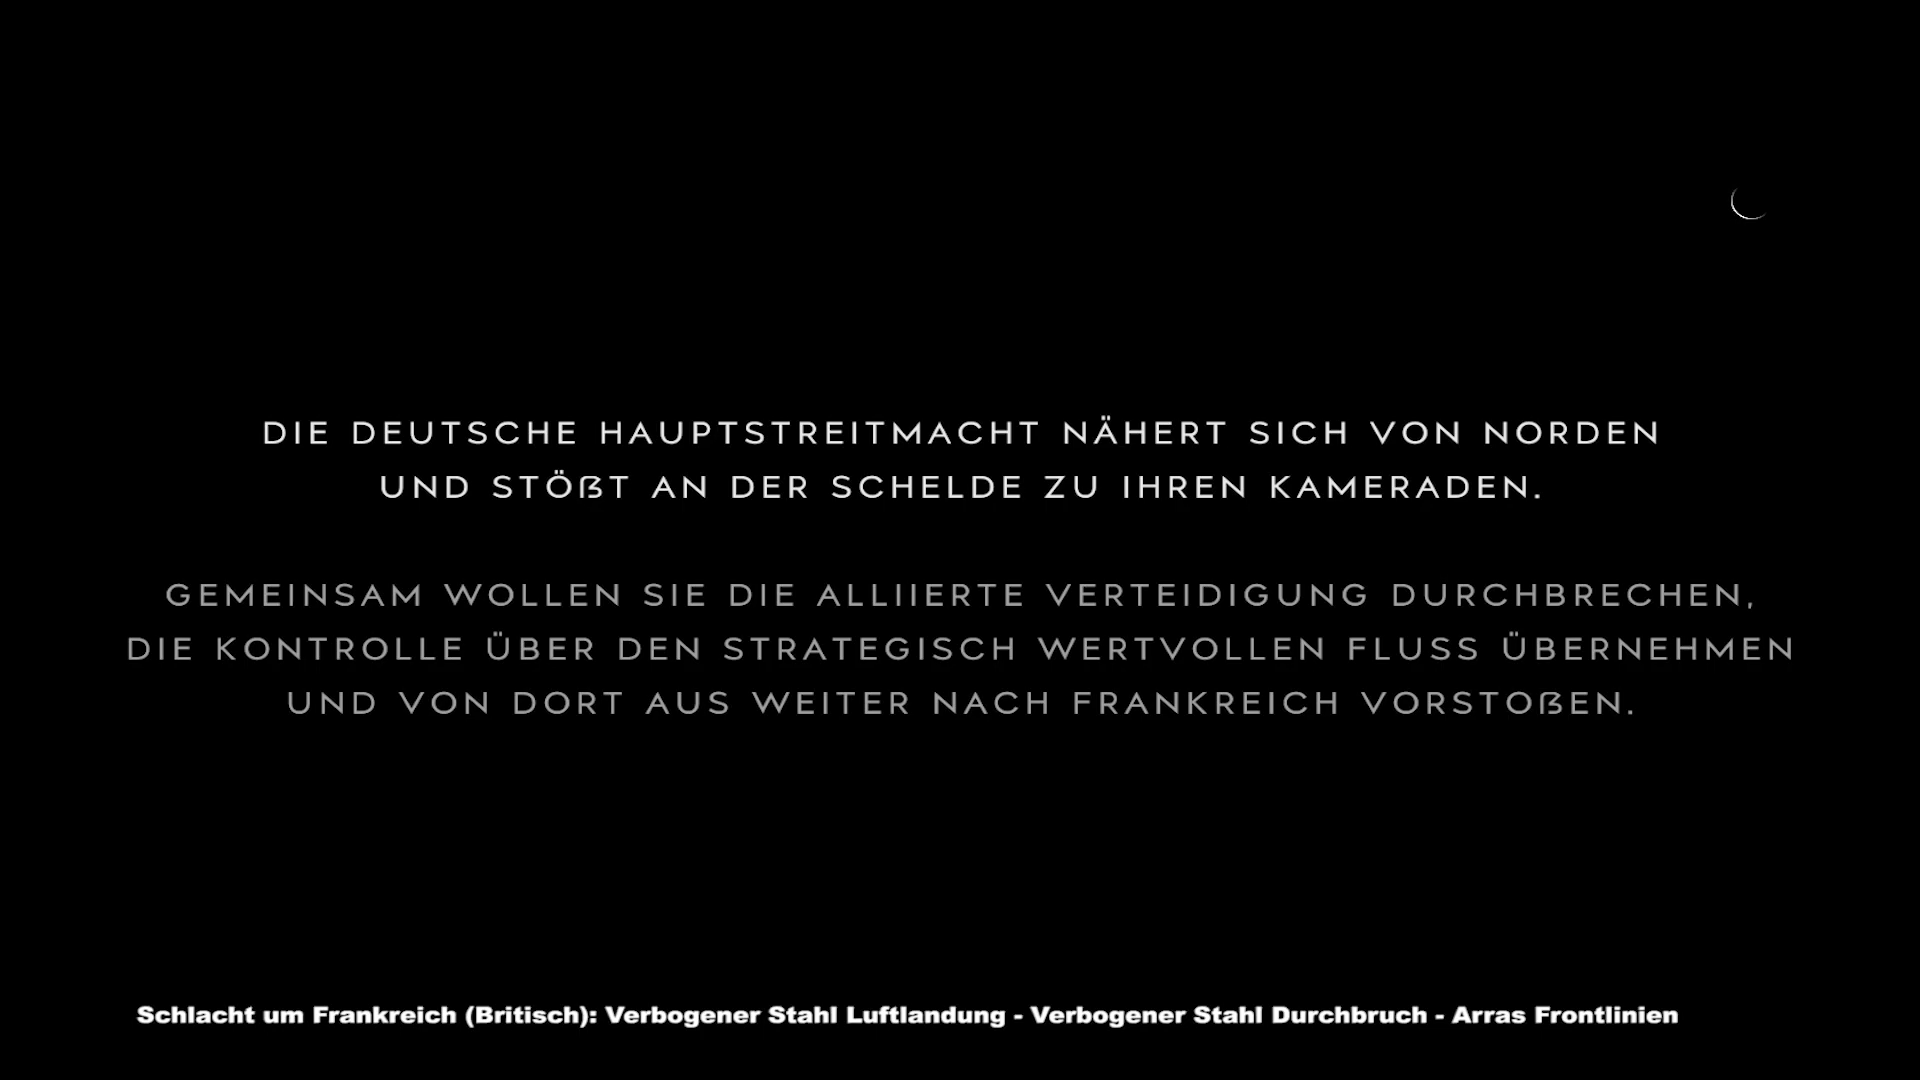 DIE DEUTSCHE HAUPTSTREITMACHT NÄHERT SICH VON NORDEN
UND STÖẞT AN DER SCHELDE ZU IHREN KAMERADEN.
GEMEINSAM WOLLEN SIE DIE ALLIIERTE VERTEIDIGUNG DURCHBRECHEN,
DIE KONTROLLE ÜBER DEN STRATEGISCH WERTVOLLEN FLUSS ÜBERNEHMEN
UND VON DORT AUS WEITER NACH FRANKREICH VORSTOẞEN.
Schlacht um Frankreich (Britisch): Verbogener Stahl Luftlandung - Verbogener Stahl Durchbruch - Arras Frontlinien